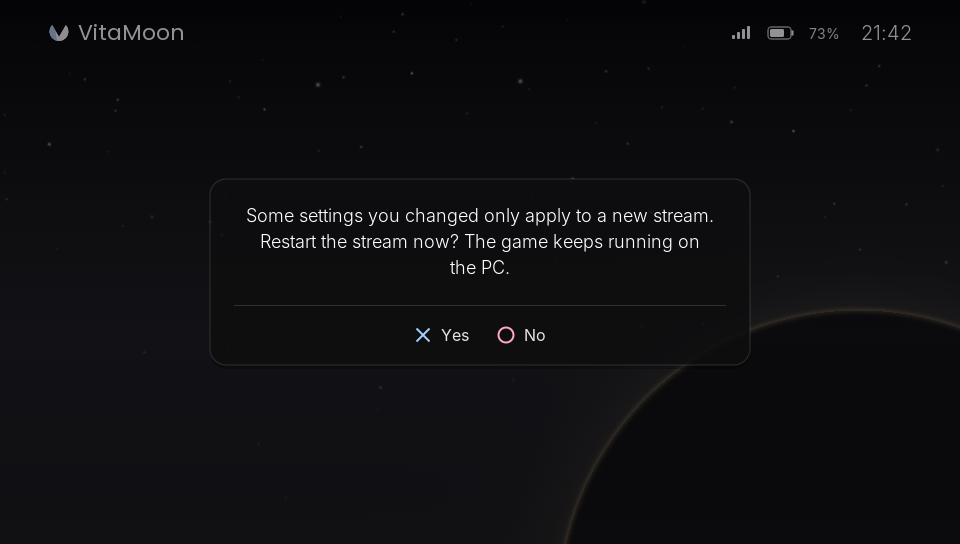 VitaMoon
73%
21:42
Some settings you changed only apply to a new stream.
Restart the stream now? The game keeps running on
the PC.
Yes
No